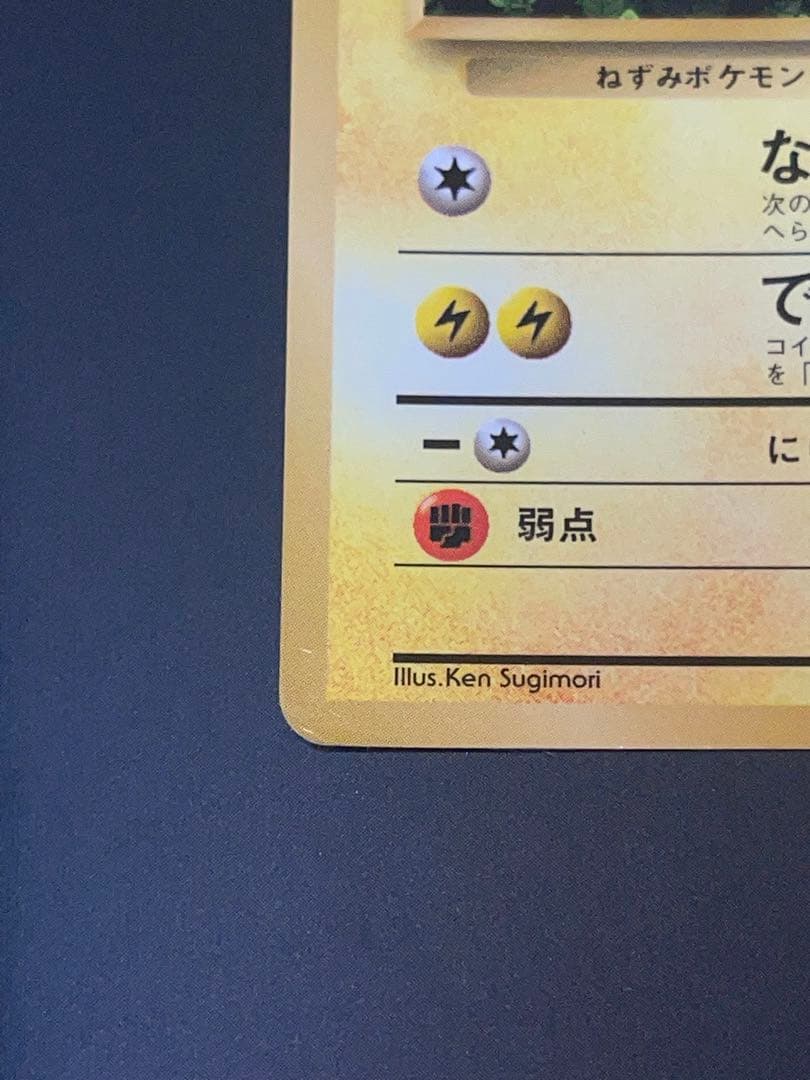 ねずみポケモン
な
次の
へら
で
コイ
を「
に
弱点
Illus.Ken Sugimori